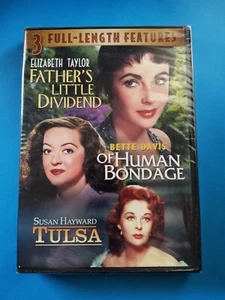 3 FULL-LENGTH FEATURES
ELIZABETH TAYLOR
FATHER'S
LITTLE
DIVIDEND
BETTE DAVIS
OF HUMAN
BONDAGE
SUSAN HAYWARD
TULSA